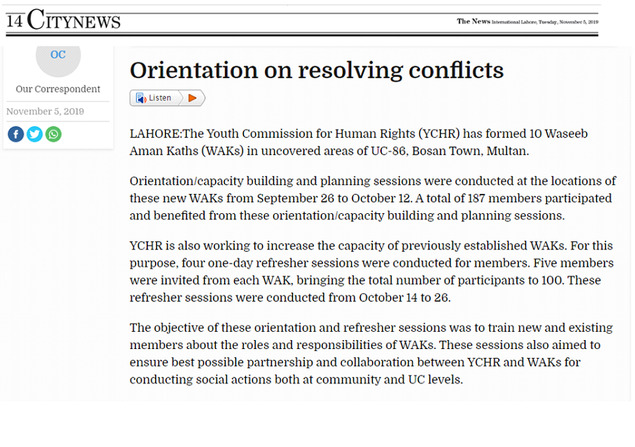 14 CITYNEWS
The News International Lahore, Tuesday, November 5, 2019
OC
Our Correspondent
November 5, 2019
Orientation on resolving conflicts
Listen
LAHORE:The Youth Commission for Human Rights (YCHR) has formed 10 Waseb
Aman Kaths (WAKs) in uncovered areas of UC-86, Bosan Town, Multan.
Orientation/capacity building and planning sessions were conducted at the locations of
these new WAKs from September 26 to October 12. A total of 187 members participated
and benefited from these orientation/capacity building and planning sessions.
YCHR is also working to increase the capacity of previously established WAKs. For this
purpose, four one-day refresher sessions were conducted for members. Five members
were invited from each WAK, bringing the total number of participants to 100. These
refresher sessions were conducted from October 14 to 26.
The objective of these orientation and refresher sessions was to train new and existing
members about the roles and responsibilities of WAKs. These sessions also aimed to
ensure best possible partnership and collaboration between YCHR and WAKs for
conducting social actions both at community and UC levels.